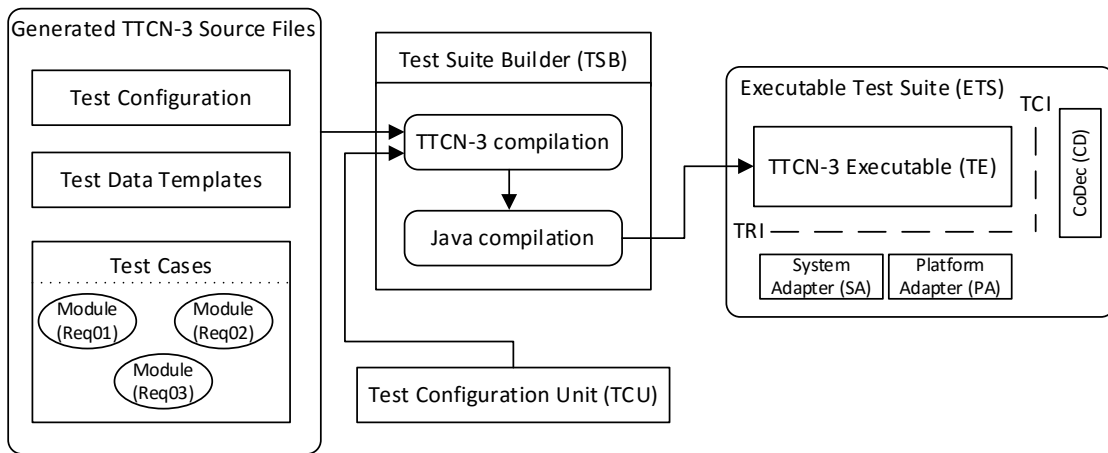 Generated TTCN-3 Source Files
Test Configuration
Test Data Templates
Test Cases
Module
(Req01)
Module
(Req02)
Module
(Req03)
Test Suite Builder (TSB)
TTCN-3 compilation
Java compilation
Test Configuration Unit (TCU)
Executable Test Suite (ETS)
TCI
TTCN-3 Executable (TE)
CoDec (CD)
TRI
System
Adapter (SA)
Platform
Adapter (PA)